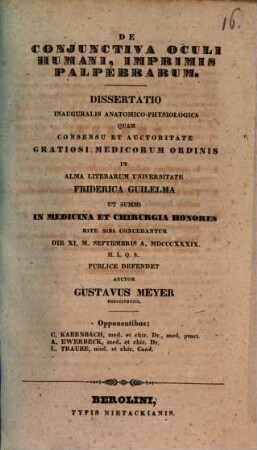 16.
DE
CONJUNCTIVA OCULI
HUMANI, IMPRIMIS
PALPEBRARUM.
DISSERTATIO
INAUGURALIS ANATOMICO-PHYSIOLOGICA
QUAM
CONSENSU ET AUCTORITATE
GRATIOSI MEDICORUM ORDINIS
IN
ALMA LITERARUM UNIVERSITATE
FRIDERICA GUILELMA
UT SUMMI
IN MEDICINA ET CHIRURGIA HONORES
RITE SIBI CONCEDANTUR
DIE XI. M. SEPTEMBRIS A. MDCCCXXXIX.
H. L. Q. S.
PUBLICE DEFENDET
AUCTOR
GUSTAVUS MEYER
Opponentibus:
C. KAERNBACH, med. et chir. Dr., med. pract.
A. EWERBECK, med. et chir. Dr.
L. TRAUBE, med. et chir. Cand.
BEROLINI,
TYPIS NIETACKIANIS.